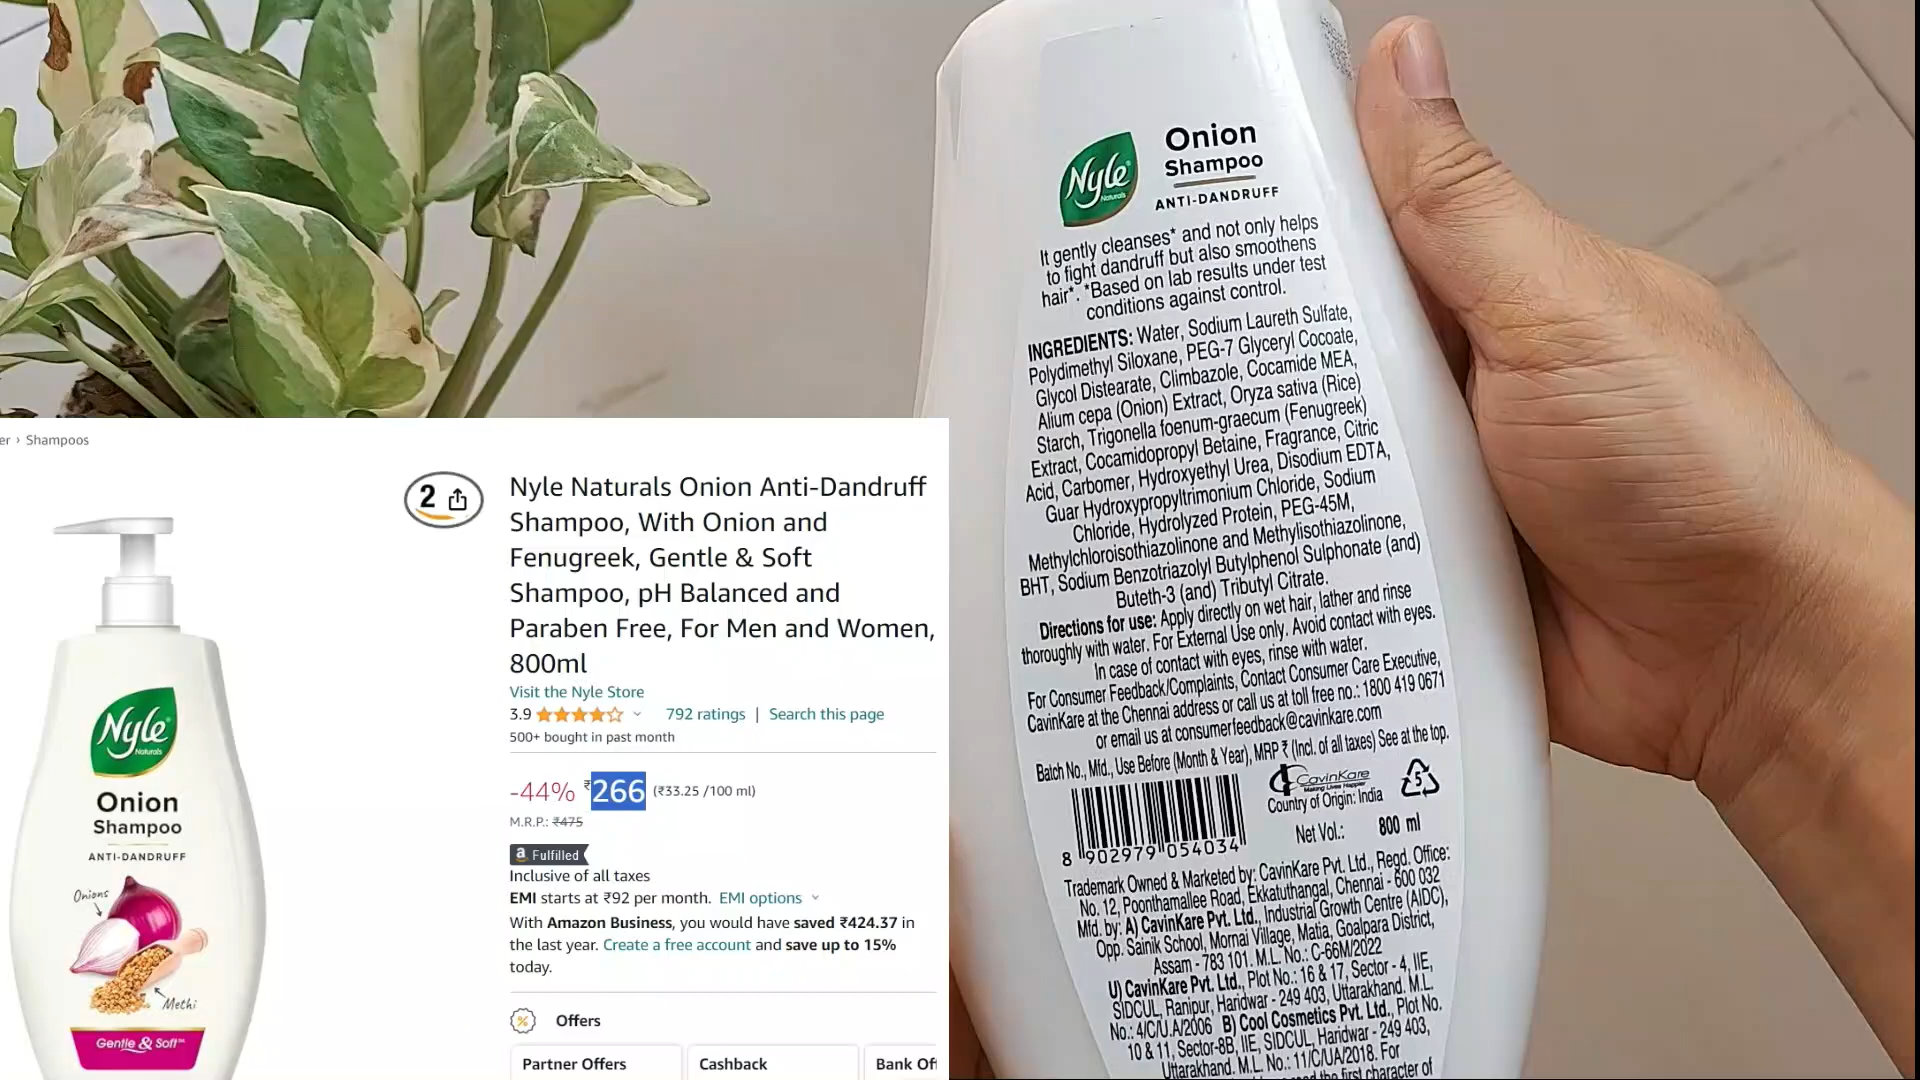 er › Shampoos
2
Nyle Naturals Onion Anti-Dandruff
Shampoo, With Onion and
Fenugreek, Gentle & Soft
Shampoo, pH Balanced and
Paraben Free, For Men and Women,
800ml
Visit the Nyle Store
3.9 792 ratings | Search this page
500+ bought in past month
-44% ₹266 (₹33.25 /100 ml)
M.R.P.: ₹475
a Fulfilled
Inclusive of all taxes
EMI starts at ₹92 per month. EMI options
With Amazon Business, you would have saved ₹424.37 in
the last year. Create a free account and save up to 15%
today.
% Offers
Partner Offers Cashback Bank Of
Nyle
Naturals
Onion
Shampoo
ANTI-DANDRUFF
Onions
Methi
Gentle & Soft™
Nyle
Naturals
Onion
Shampoo
ANTI-DANDRUFF
It gently cleanses* and not only helps
to fight dandruff but also smoothens
hair*. *Based on lab results under test
conditions against control.
INGREDIENTS: Water, Sodium Laureth Sulfate,
Polydimethyl Siloxane, PEG-7 Glyceryl Cocoate,
Glycol Distearate, Climbazole, Cocamide MEA,
Alium cepa (Onion) Extract, Oryza sativa (Rice)
Starch, Trigonella foenum-graecum (Fenugreek)
Extract, Cocamidopropyl Betaine, Fragrance, Citric
Acid, Carbomer, Hydroxyethyl Urea, Disodium EDTA,
Guar Hydroxypropyltrimonium Chloride, Sodium
Chloride, Hydrolyzed Protein, PEG-45M,
Methylchloroisothiazolinone and Methylisothiazolinone,
BHT, Sodium Benzotriazolyl Butylphenol Sulphonate (and)
Buteth-3 (and) Tributyl Citrate.
Directions for use: Apply directly on wet hair, lather and rinse
thoroughly with water. For External Use only. Avoid contact with eyes.
In case of contact with eyes, rinse with water.
For Consumer Feedback/Complaints, Contact Consumer Care Executive,
CavinKare at the Chennai address or call us at toll free no.: 1800 419 0671
or email us at consumerfeedback@cavinkare.com
Batch No., Mfd., Use Before (Month & Year), MRP ₹ (Incl. of all taxes) See at the top.
CavinKare
Making Lives Happier
5
Country of Origin: India
Net Vol.: 800 ml
8 902979 054034
Trademark Owned & Marketed by: CavinKare Pvt. Ltd., Regd. Office:
No. 12, Poonthamallee Road, Ekkatuthangal, Chennai - 600 032
Mfd. by: A) CavinKare Pvt. Ltd., Industrial Growth Centre (AIDC),
Opp. Sainik School, Mornai Village, Matia, Goalpara District,
Assam - 783 101. M.L. No.: C-66M/2022
U) CavinKare Pvt. Ltd., Plot No.: 16 & 17, Sector - 4, IIE,
SIDCUL, Ranipur, Haridwar - 249 403, Uttarakhand. M.L.
No.: 4/C/U.A/2006 B) Cool Cosmetics Pvt. Ltd., Plot No.
10 & 11, Sector-8B, IIE, SIDCUL, Haridwar - 249 403,
Uttarakhand. M.L. No.: 11/C/UA/2018. For
the first character of